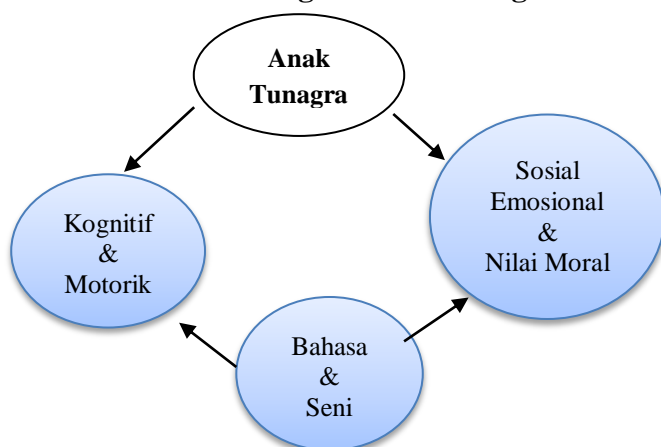 Anak
Tunagra
Sosial
Emosional
&
Nilai Moral
Kognitif
&
Motorik
Bahasa
&
Seni